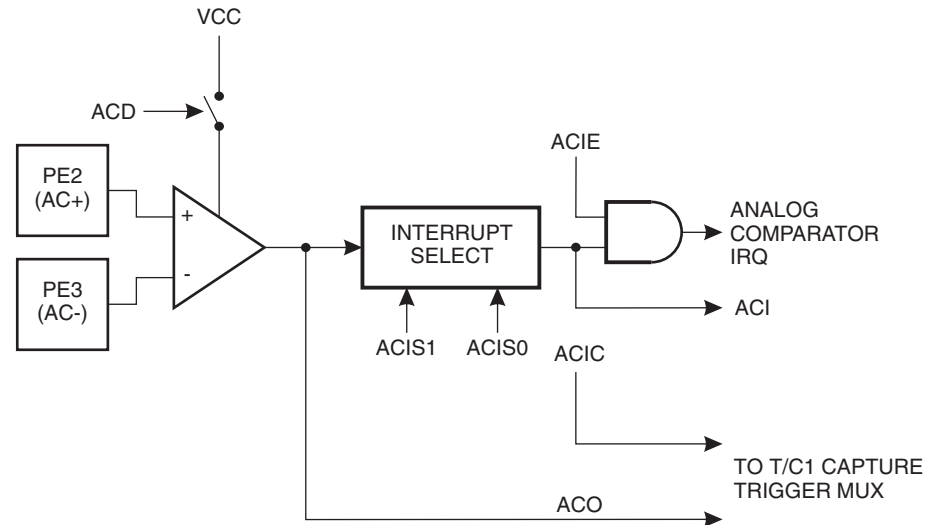 VCC
ACD
PE2
(AC+)
+
-
PE3
(AC-)
INTERRUPT
SELECT
ACIS1
ACIS0
ACIE
ANALOG
COMPARATOR
IRQ
ACI
ACIC
TO T/C1 CAPTURE
TRIGGER MUX
ACO